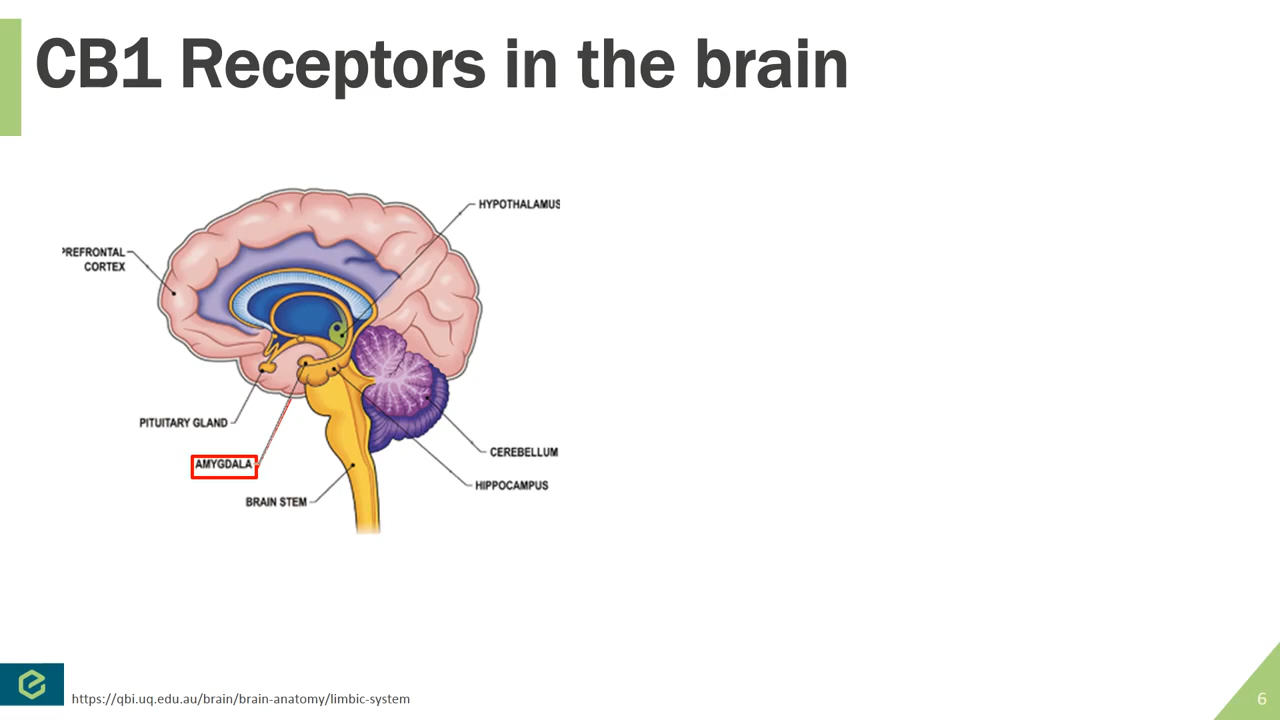 CB1 Receptors in the brain
HYPOTHALAMUS
PREFRONTAL
CORTEX
PITUITARY GLAND
AMYGDALA
CEREBELLUM
HIPPOCAMPUS
BRAIN STEM
https://qbi.uq.edu.au/brain/brain-anatomy/limbic-system
6